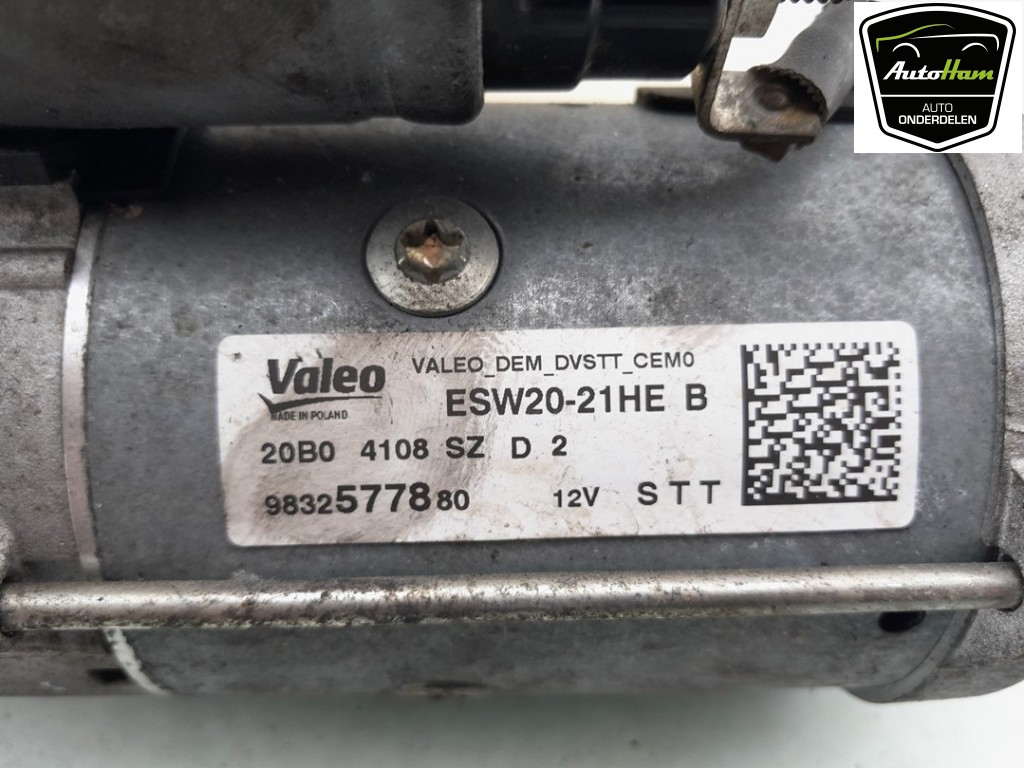 AutoHam
AUTO
ONDERDELEN
Valeo
VALEO_DEM_DVSTT_CEM0
MADE IN POLAND
ESW20-21HE B
20B0 4108 SZ D 2
9832577880 12V STT